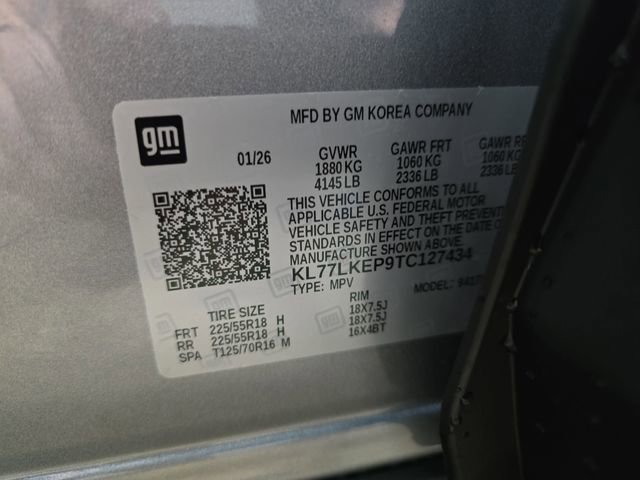 MFD BY GM KOREA COMPANY
gm
01/26 GVWR GAWR FRT GAWR
1880 KG 1060 KG 1060 KG
4145 LB 2336 LB 2336 LB
THIS VEHICLE CONFORMS TO ALL
APPLICABLE U.S. FEDERAL MOTOR
VEHICLE SAFETY AND THEFT
STANDARDS IN EFFECT ON THE DATE
MANUFACTURE SHOWN ABOVE.
KL77LKEP9TC127434
TYPE: MPV MODEL:
TIRE SIZE RIM
FRT 225/55R18 H 18X7.5J
RR 225/55R18 H 18X7.5J
SPA T125/70R16 M 16X4BT